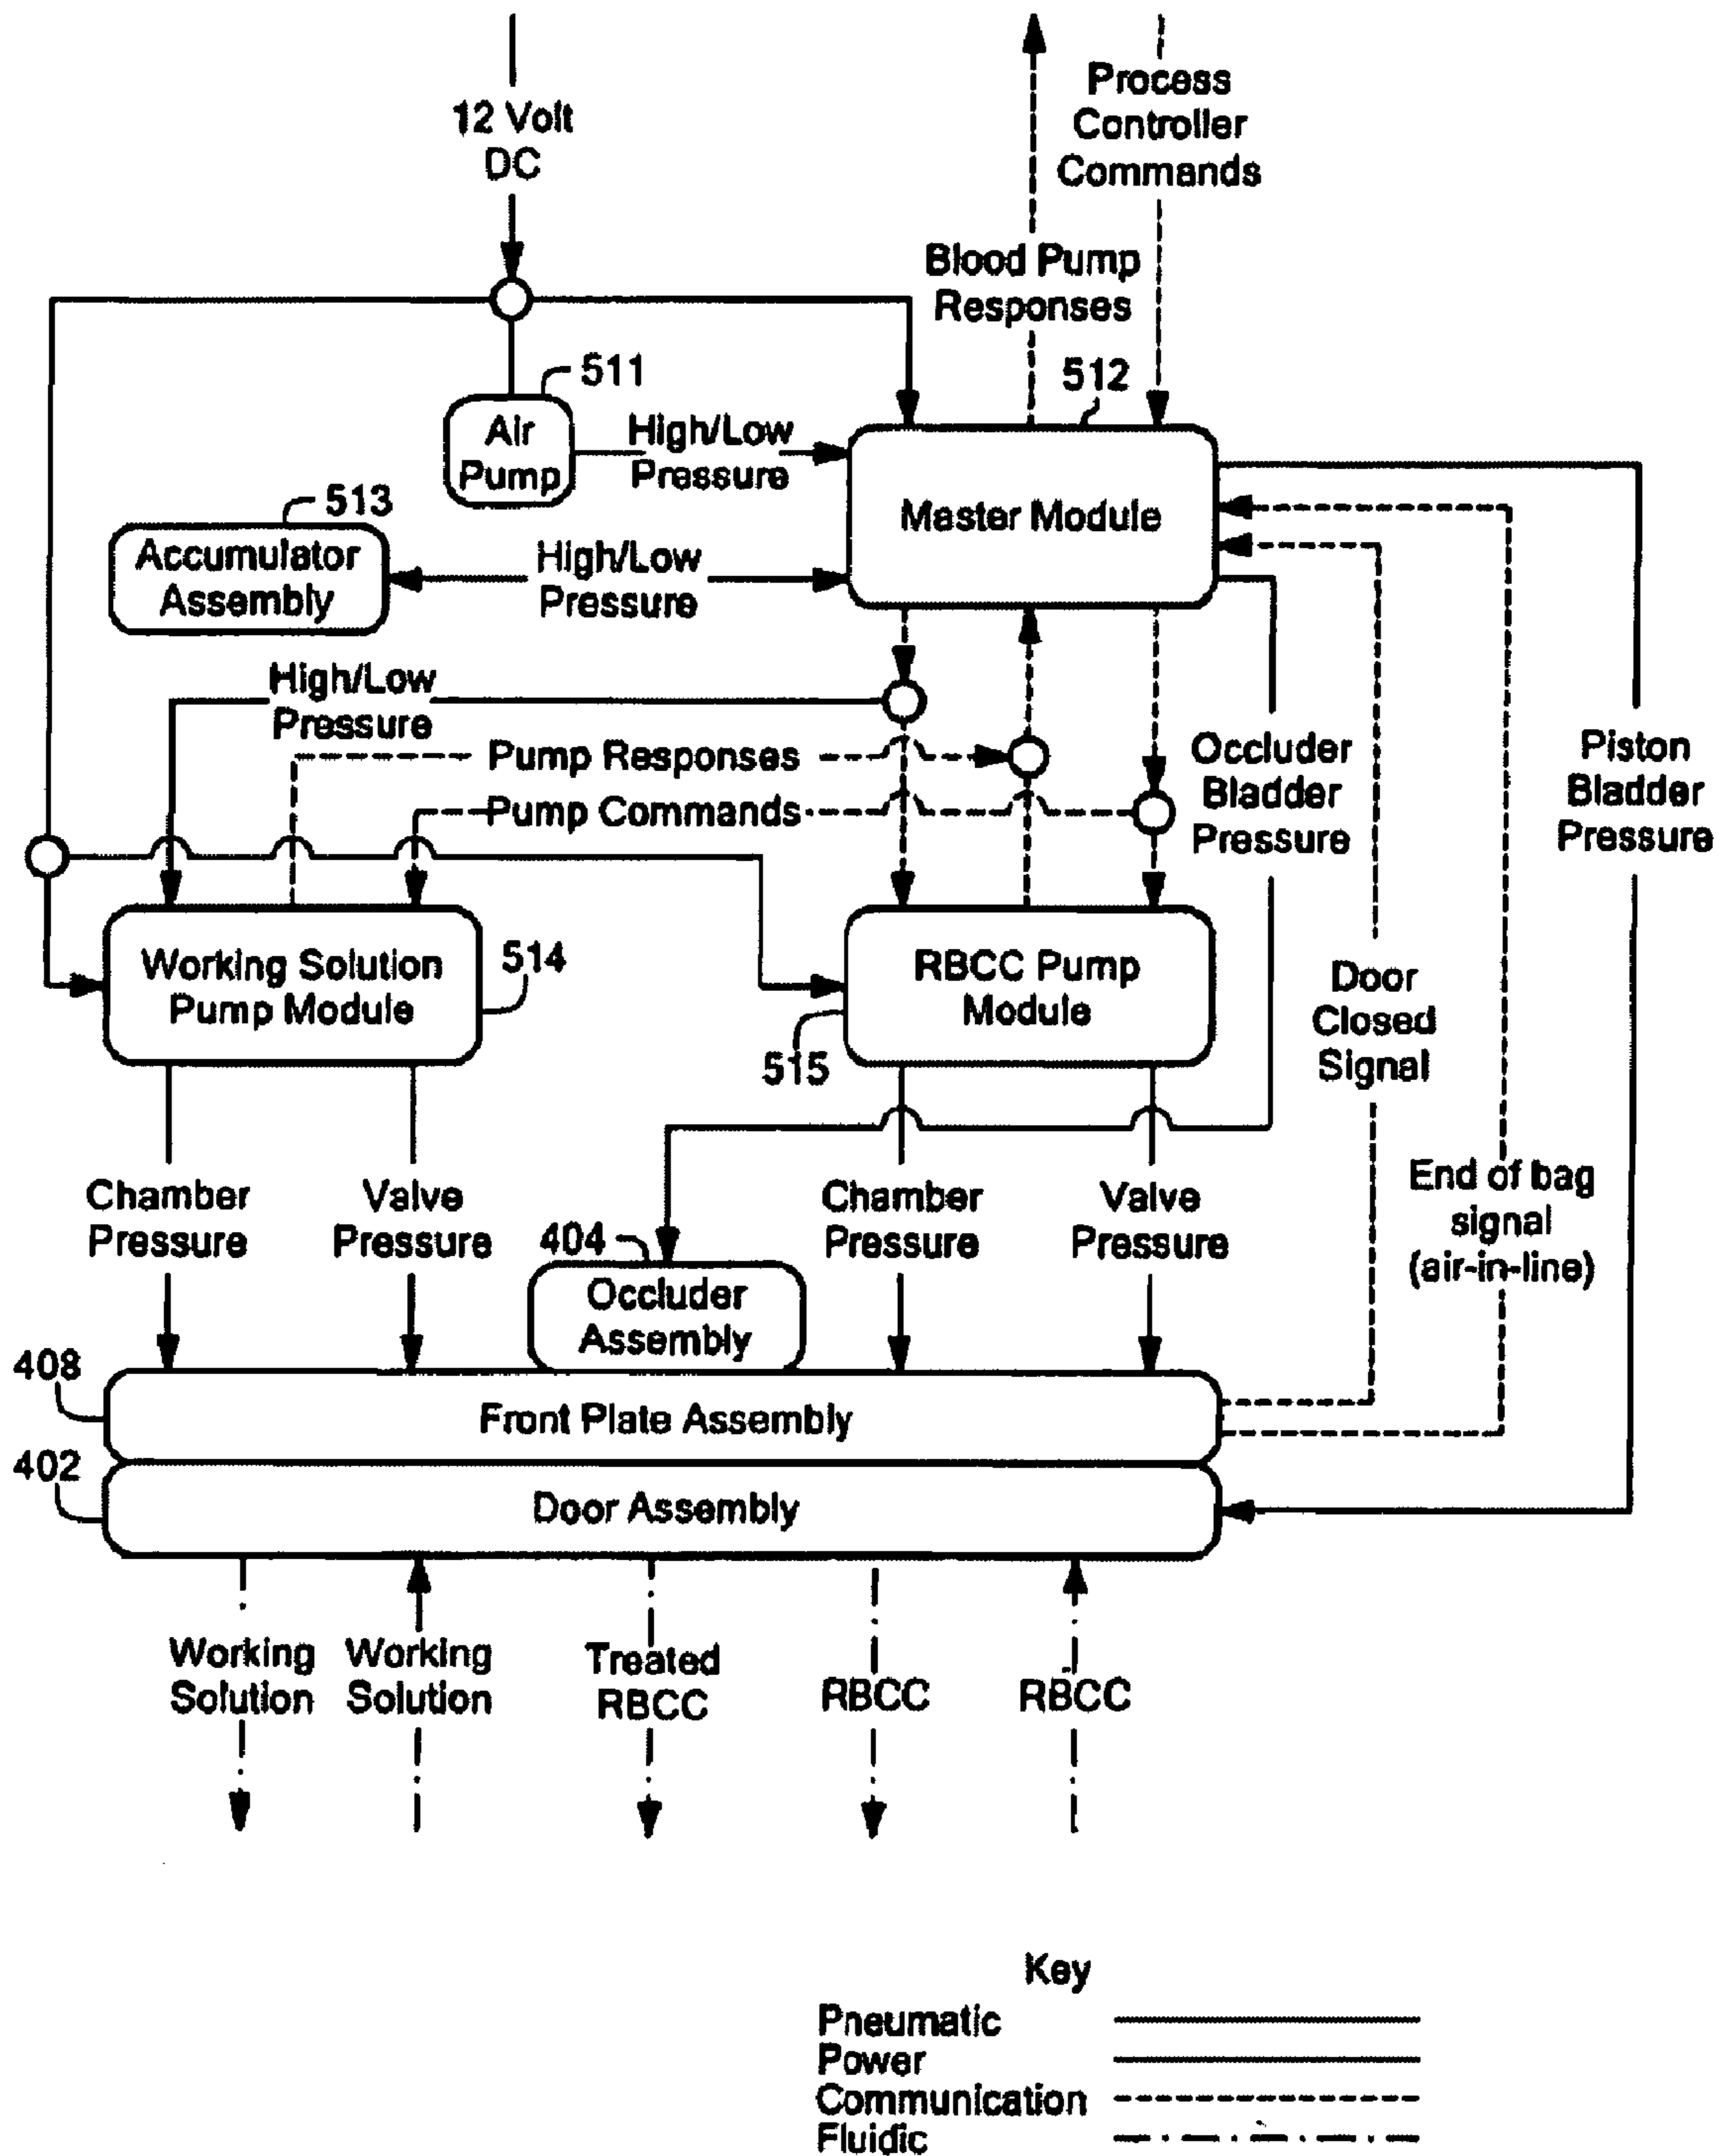 12 Volt
DC
Process
Controller
Commands
Blood Pump
Responses
511
512
Air
Pump
High/Low
Pressure
Master Module
513
Accumulator
Assembly
High/Low
Pressure
High/Low
Pressure
Pump Responses
Pump Commands
Occluder
Bladder
Pressure
Piston
Bladder
Pressure
Working Solution
Pump Module
514
RBCC Pump
Module
515
Door
Closed
Signal
End of bag
signal
(air-in-line)
Chamber
Pressure
Valve
Pressure
Chamber
Pressure
Valve
Pressure
404
Occluder
Assembly
408
Front Plate Assembly
402
Door Assembly
Working
Solution
Working
Solution
Treated
RBCC
RBCC
RBCC
Key
Pneumatic
Power
Communication
Fluidic